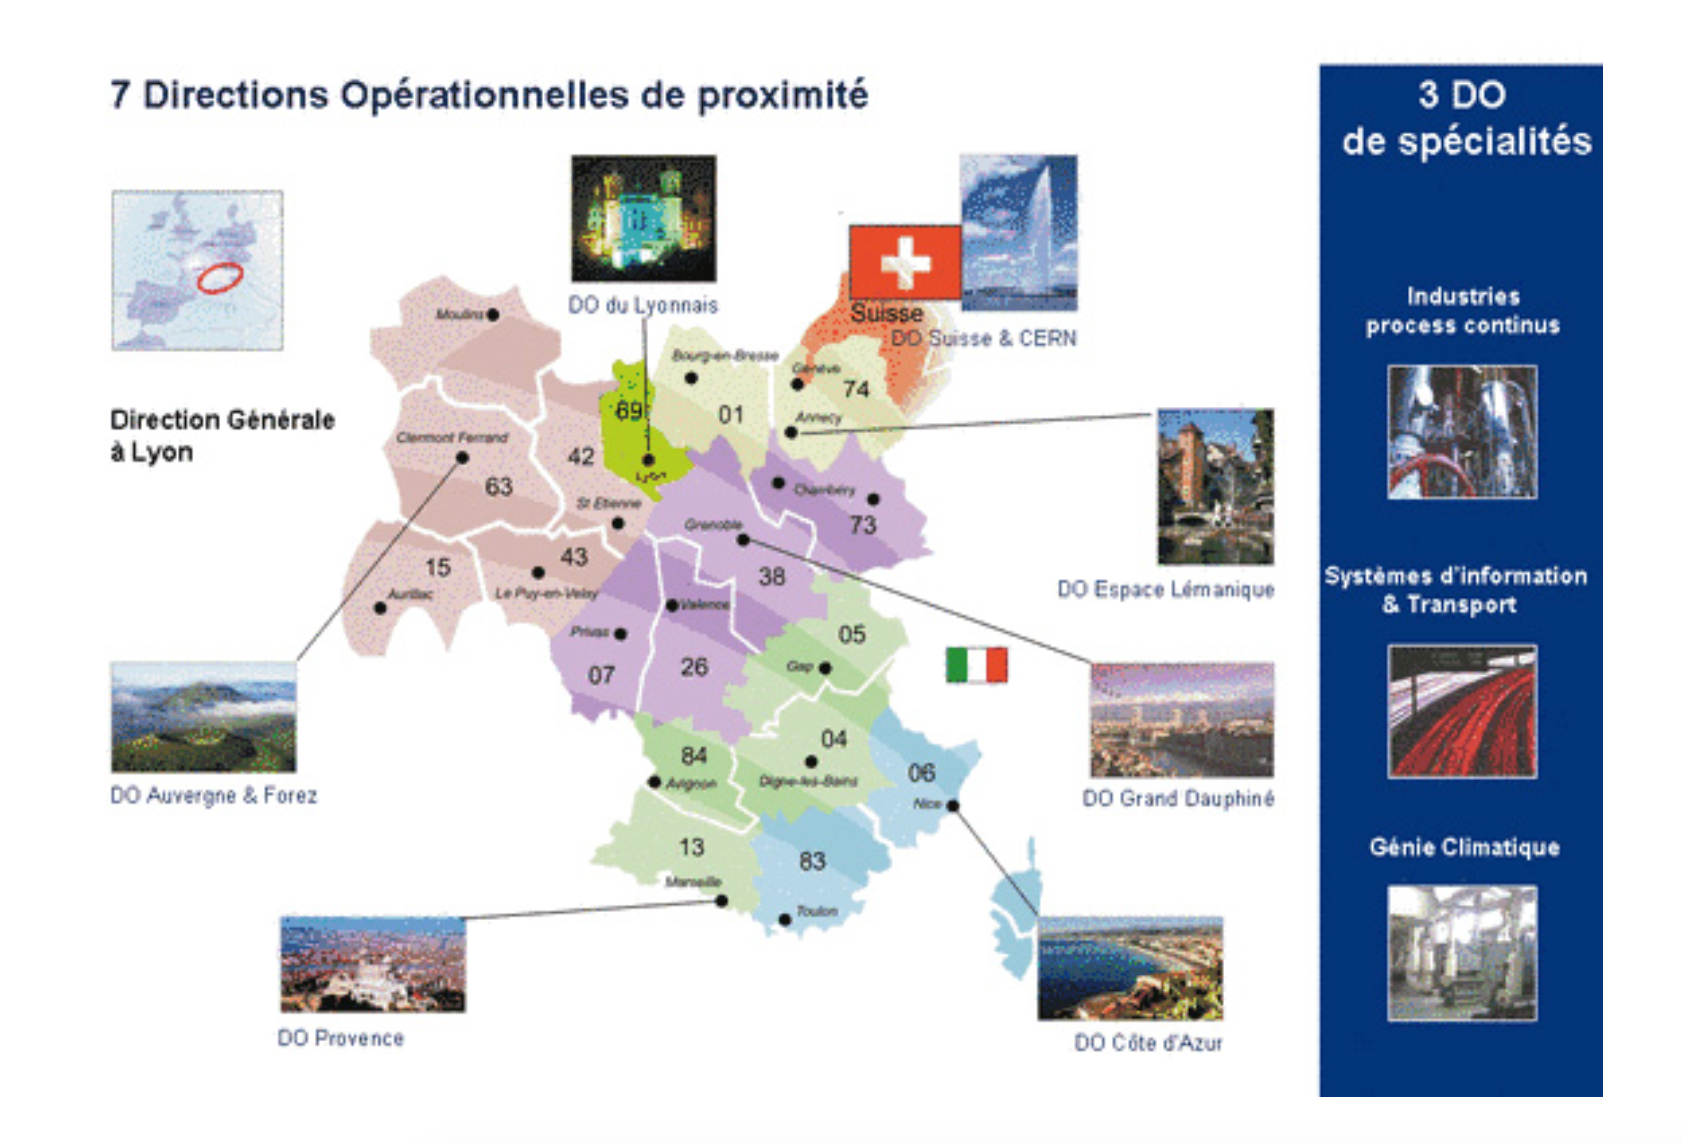 7 Directions Opérationnelles de proximité
3 DO
de spécialités
DO du Lyonnais
Suisse
DO Suisse & CERN
Industries
process continus
Moulins
Bourg-en-Bresse
Genève
74
69
01
Annecy
Direction Générale
à Lyon
Clermont Ferrand
42
63
Lyon
Chambéry
St Etienne
Grenoble
73
43
15
38
Systèmes d'information
& Transport
Aurillac
Le Puy-en-Velay
DO Espace Lémanique
Valence
Privas
05
07
26
Gap
04
84
06
Avignon
Digne-les-Bains
DO Auvergne & Forez
Nice
DO Grand Dauphiné
13
83
Génie Climatique
Marseille
Toulon
DO Provence
DO Côte d'Azur